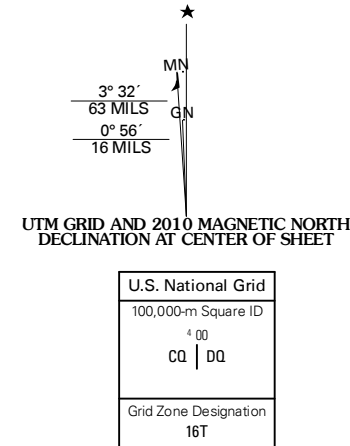 MN
3° 32´
63 MILS
GN
0° 56´
16 MILS
UTM GRID AND 2010 MAGNETIC NORTH
DECLINATION AT CENTER OF SHEET
U.S. National Grid
100,000-m Square ID
4 00
CQ DQ
Grid Zone Designation
16T